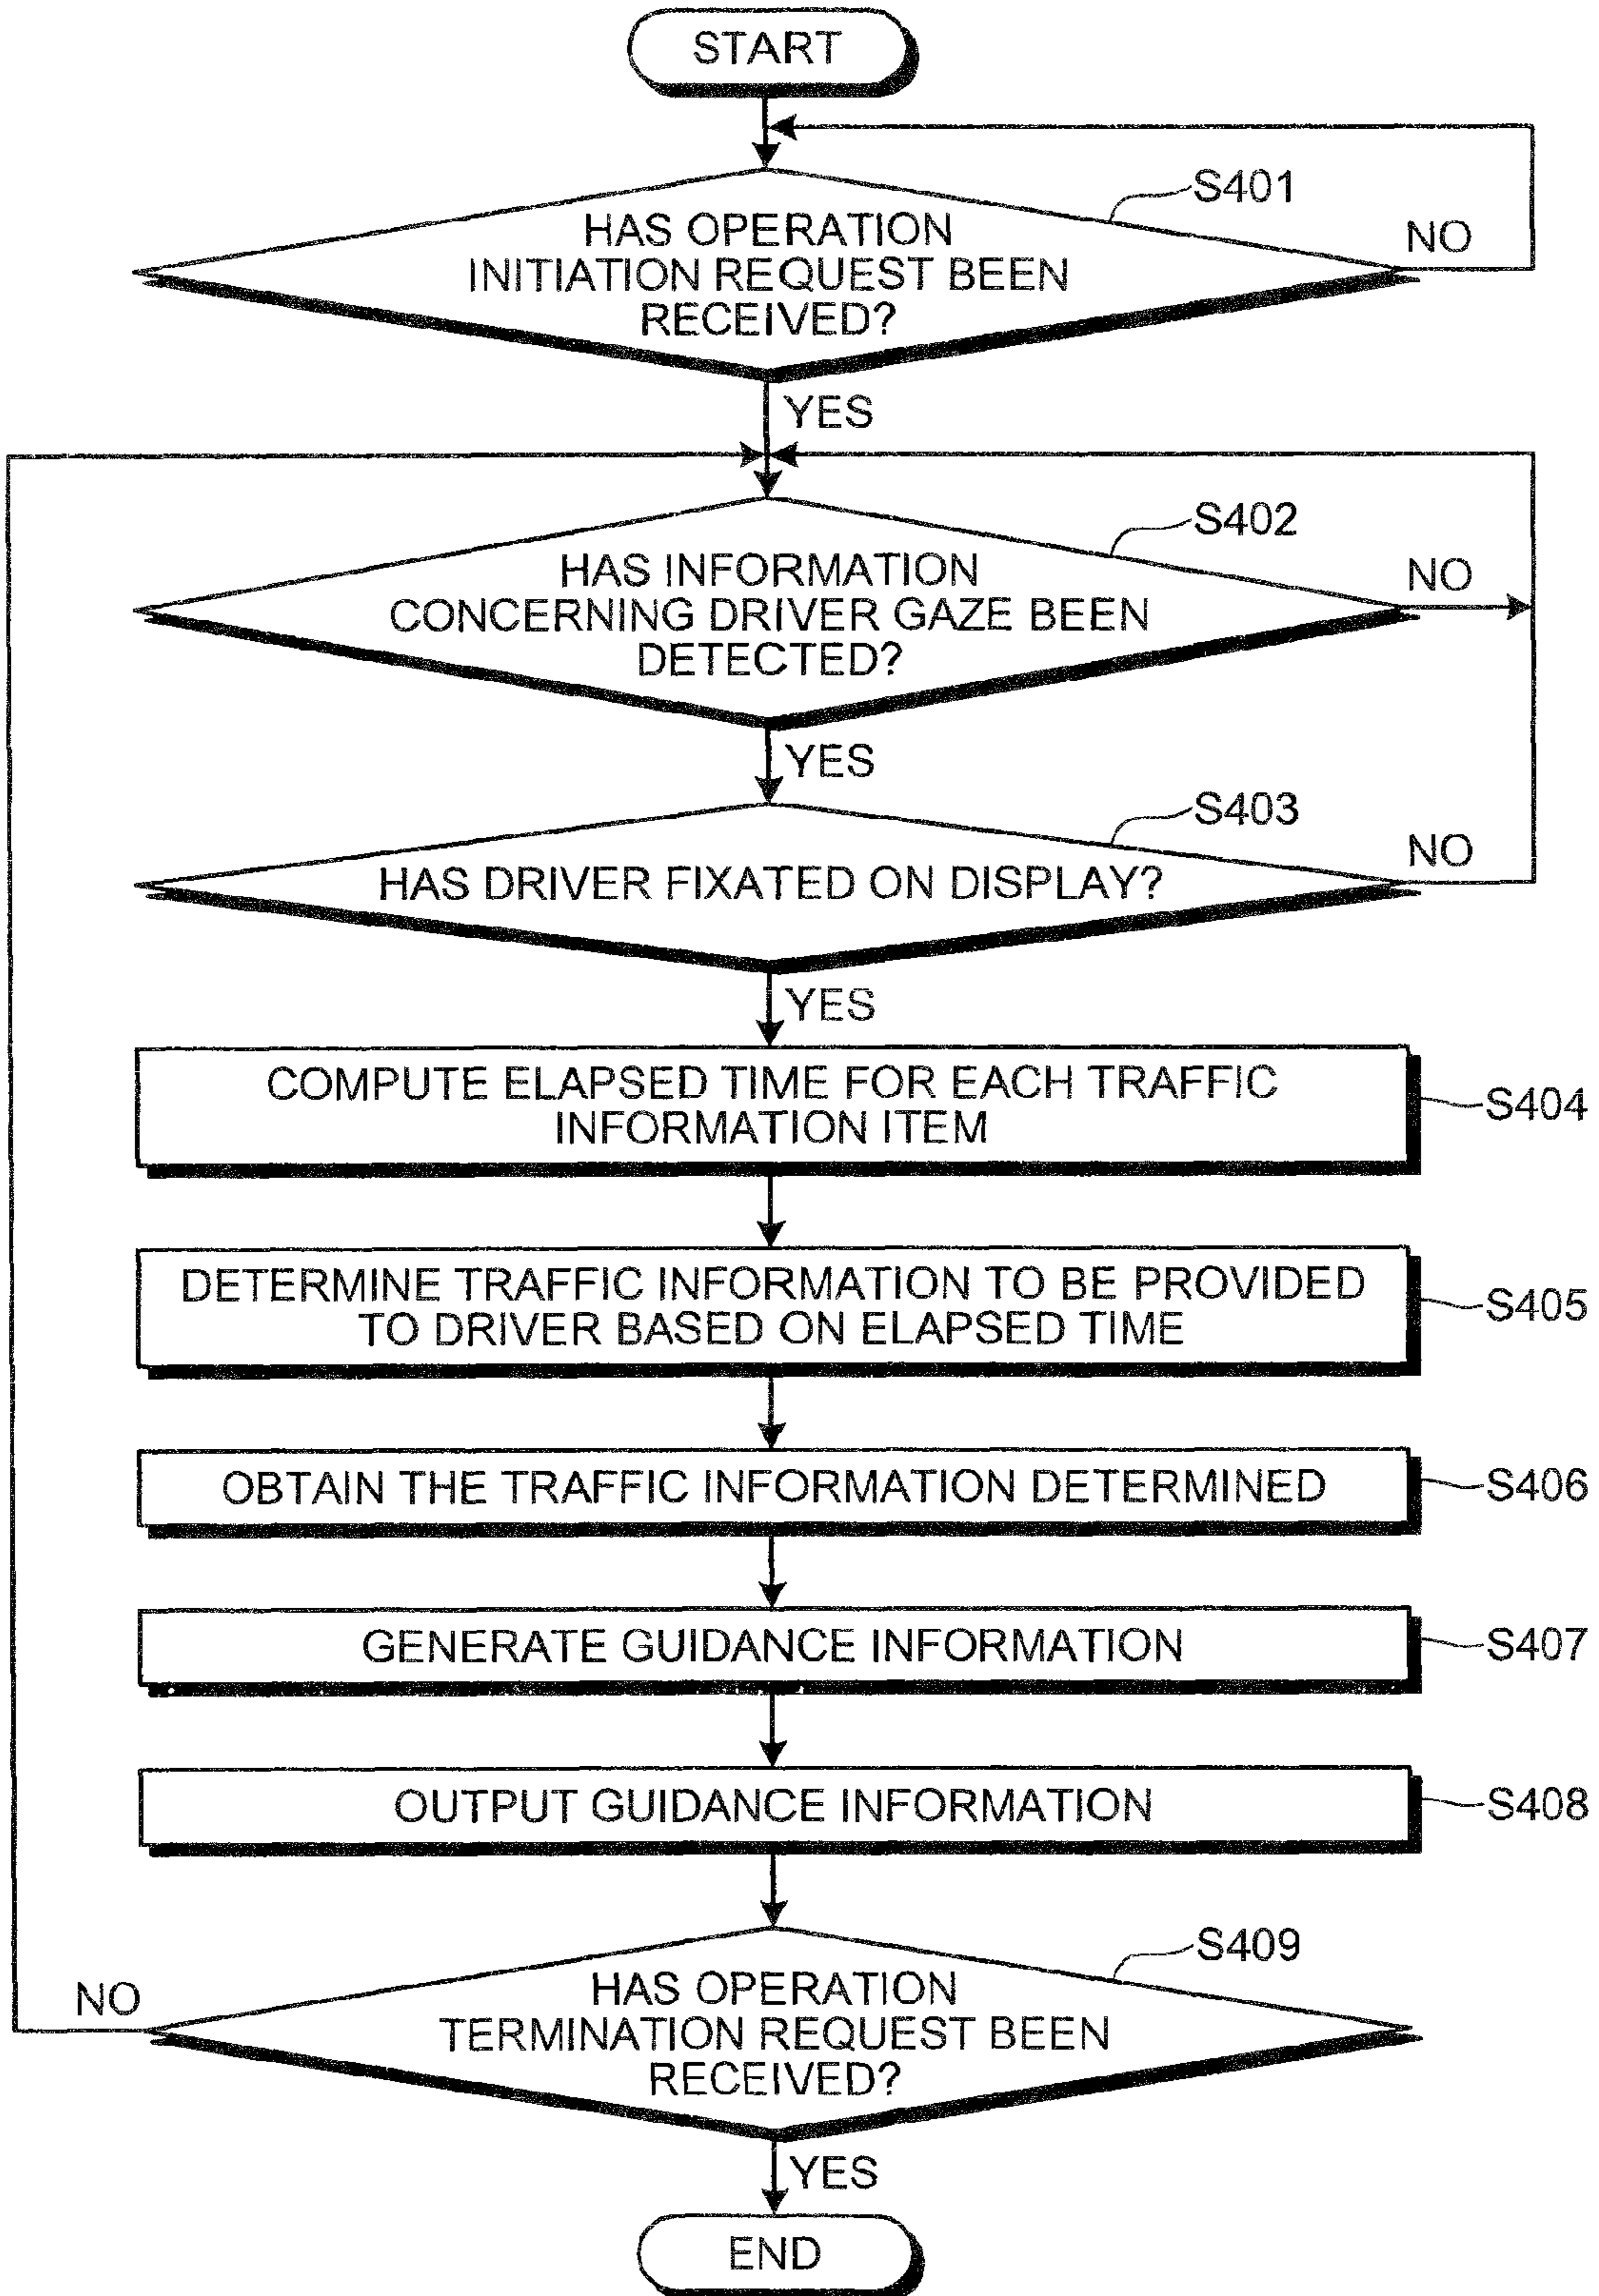 START
S401
HAS OPERATION
INITIATION REQUEST BEEN
RECEIVED?
NO
YES
S402
HAS INFORMATION
CONCERNING DRIVER GAZE BEEN
DETECTED?
NO
YES
S403
HAS DRIVER FIXATED ON DISPLAY?
NO
YES
COMPUTE ELAPSED TIME FOR EACH TRAFFIC
INFORMATION ITEM
S404
DETERMINE TRAFFIC INFORMATION TO BE PROVIDED
TO DRIVER BASED ON ELAPSED TIME
S405
OBTAIN THE TRAFFIC INFORMATION DETERMINED
S406
GENERATE GUIDANCE INFORMATION
S407
OUTPUT GUIDANCE INFORMATION
S408
S409
NO
HAS OPERATION
TERMINATION REQUEST BEEN
RECEIVED?
YES
END